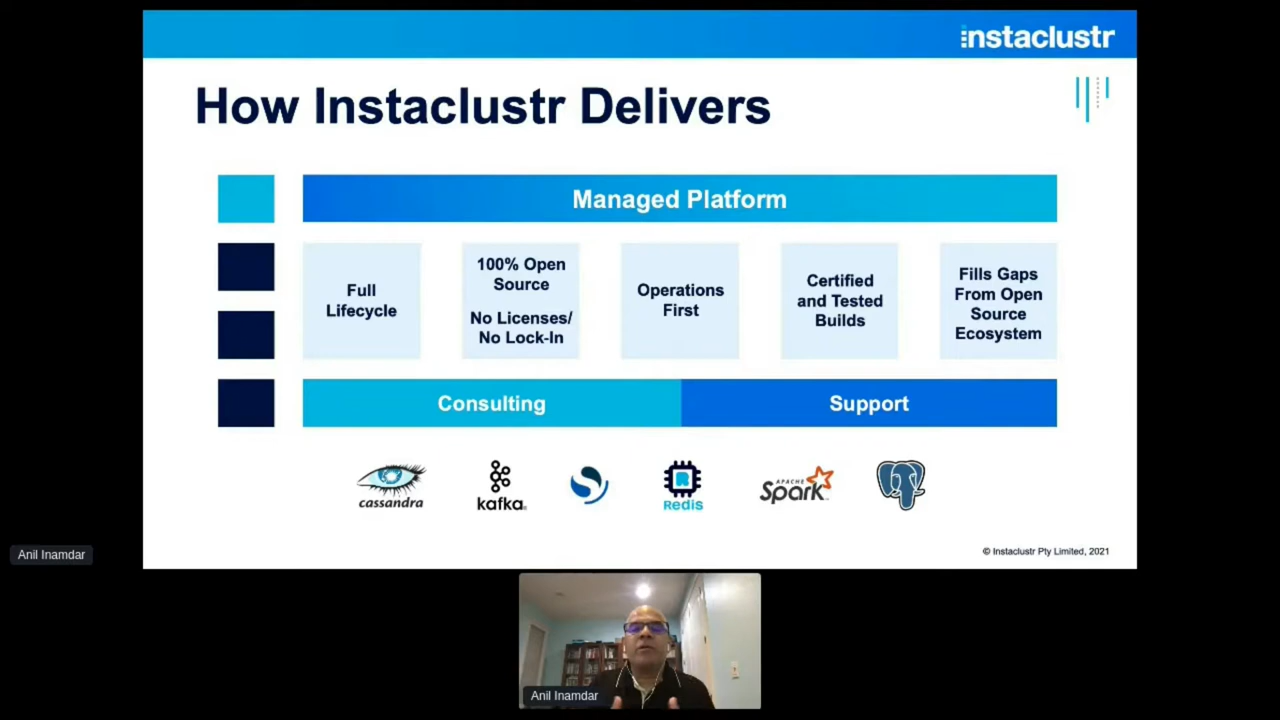 instaclustr
How Instaclustr Delivers
Managed Platform
Full
Lifecycle
100% Open
Source
No Licenses/
No Lock-In
Operations
First
Certified
and Tested
Builds
Fills Gaps
From Open
Source
Ecosystem
Consulting
Support
cassandra
kafka
Redis
APACHE
Spark
© Instaclustr Pty Limited, 2021
Anil Inamdar
Anil Inamdar